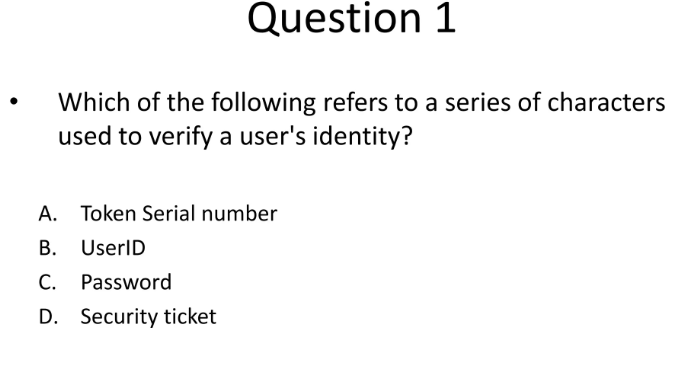 Question 1
• Which of the following refers to a series of characters
used to verify a user's identity?
A. Token Serial number
B. UserID
C. Password
D. Security ticket